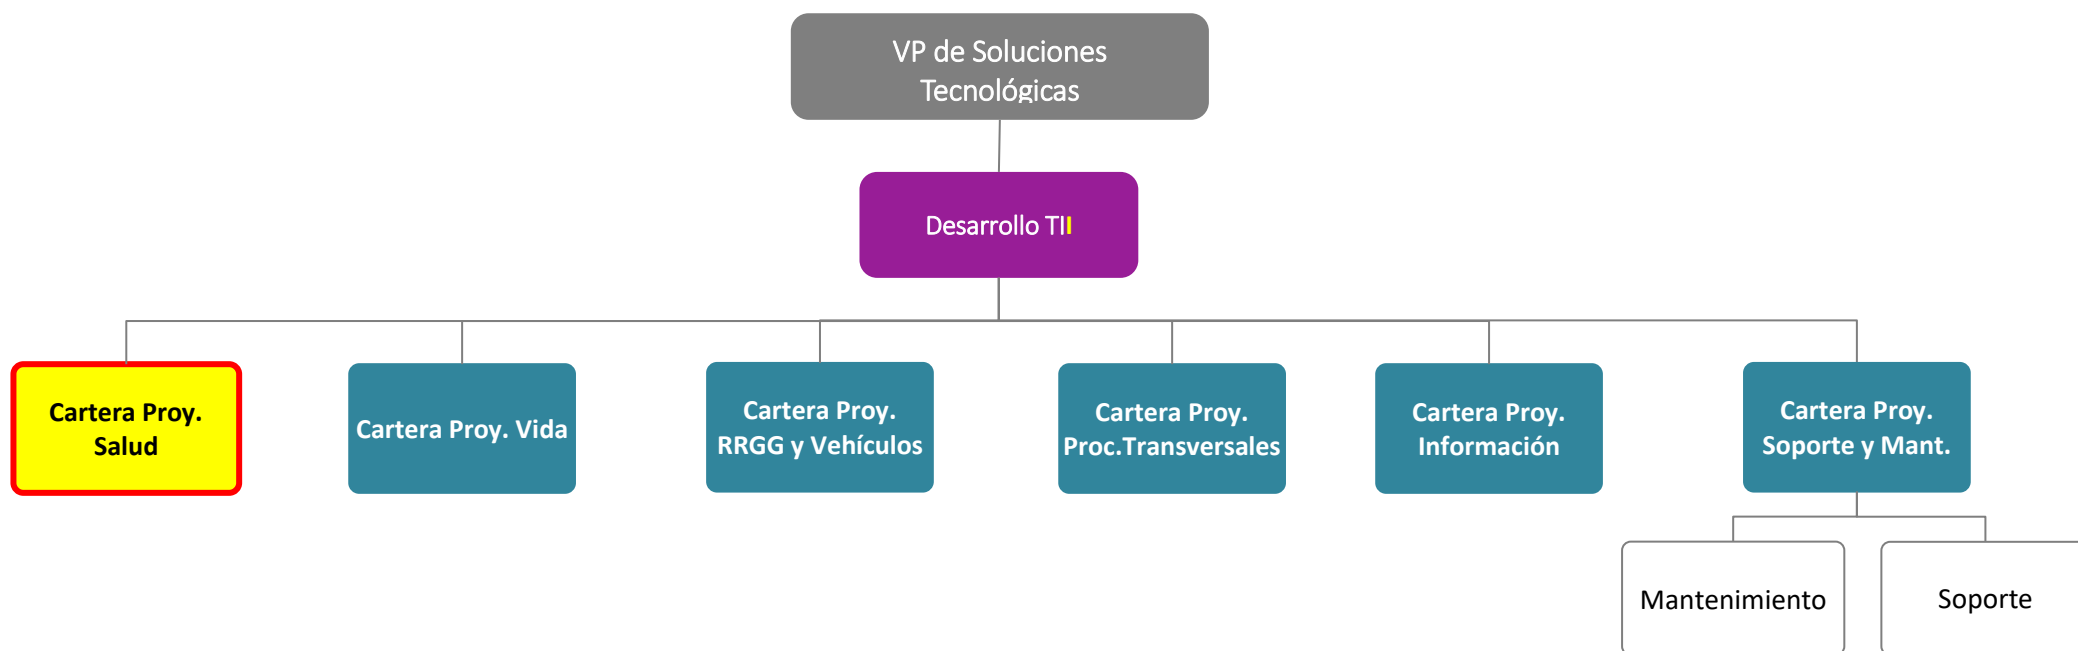 VP de Soluciones
Tecnológicas
Desarrollo TII
Cartera Proy.
Salud
Cartera Proy. Vida
Cartera Proy.
RRGG y Vehículos
Cartera Proy.
Proc.Transversales
Cartera Proy.
Información
Cartera Proy.
Soporte y Mant.
Mantenimiento
Soporte